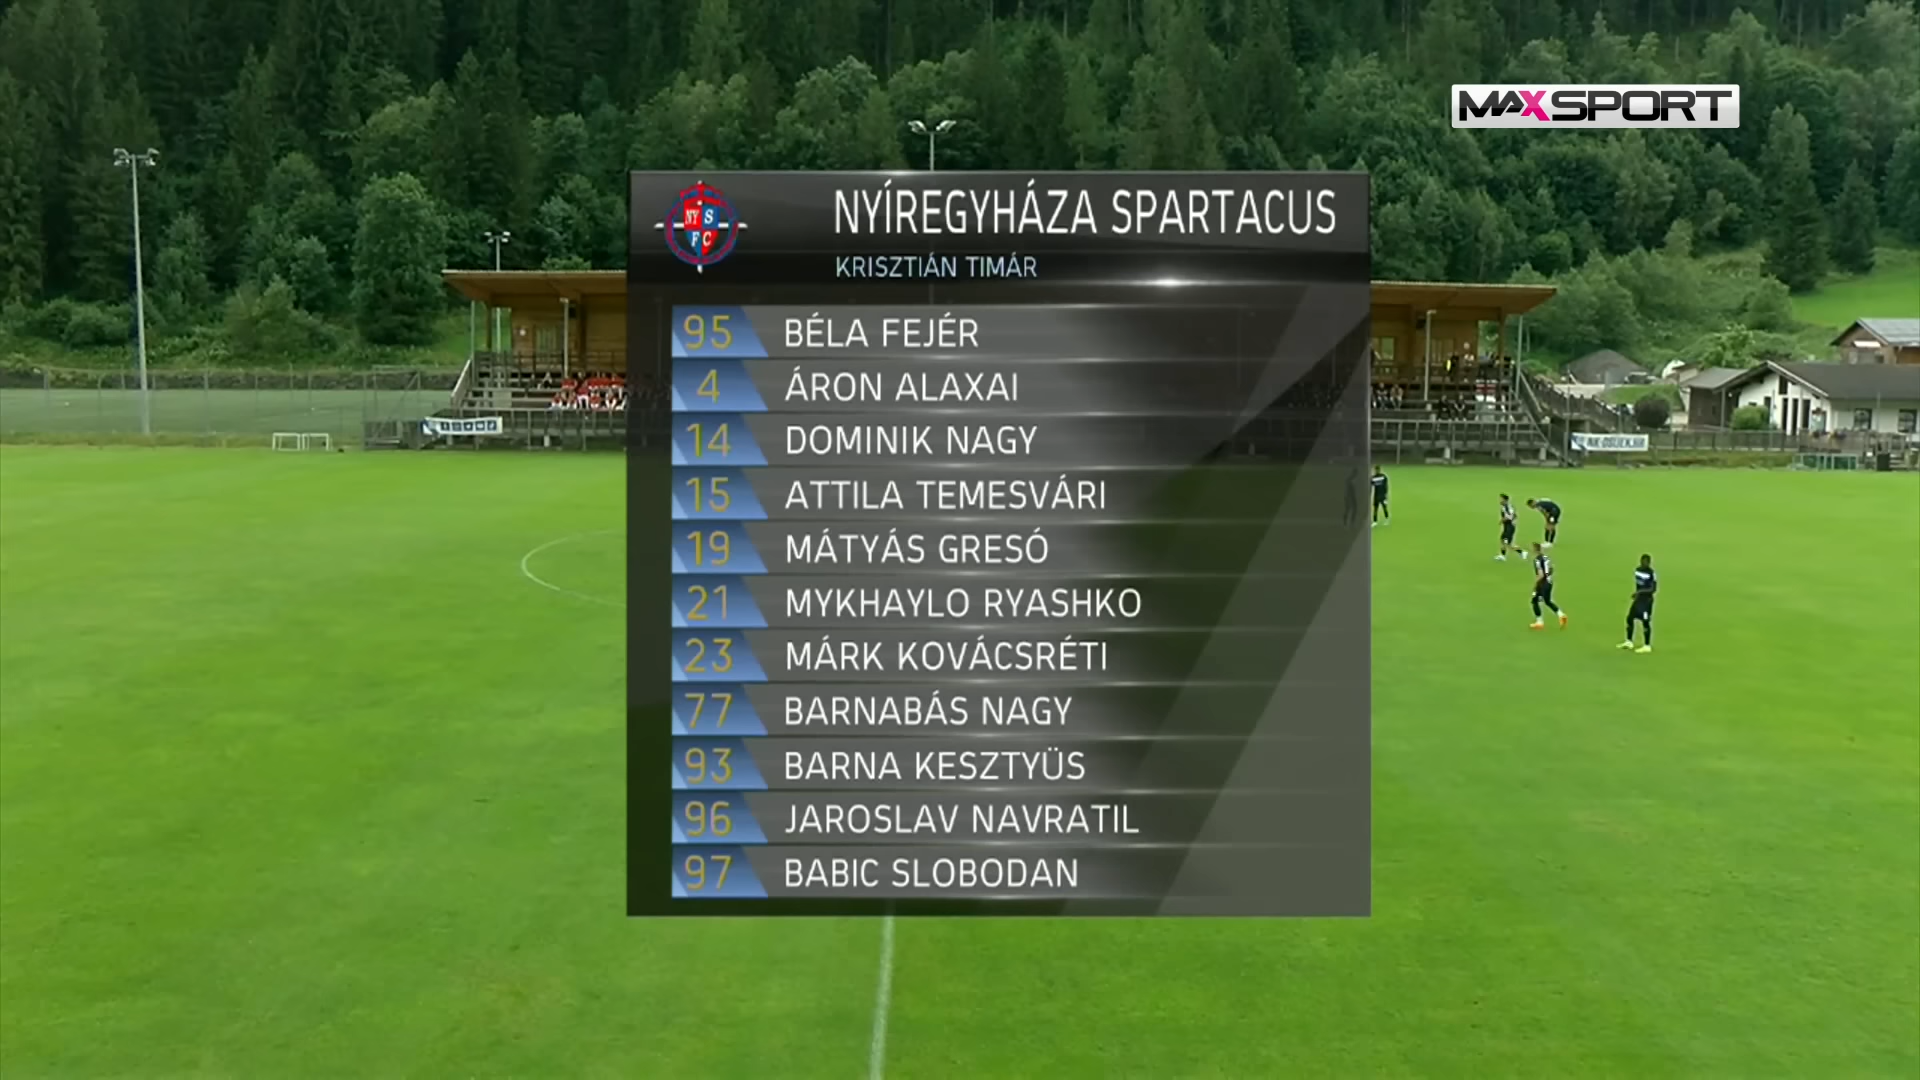 MAXSPORT
NYÍREGYHÁZA SPARTACUS
NY S
F C
KRISZTIÁN TIMÁR
95 BÉLA FEJÉR
4 ÁRON ALAXAI
14 DOMINIK NAGY
15 ATTILA TEMESVÁRI
19 MÁTYÁS GRESÓ
21 MYKHAYLO RYASHKO
23 MÁRK KOVÁCSRÉTI
77 BARNABÁS NAGY
93 BARNA KESZTYÜS
96 JAROSLAV NAVRATIL
97 BABIC SLOBODAN